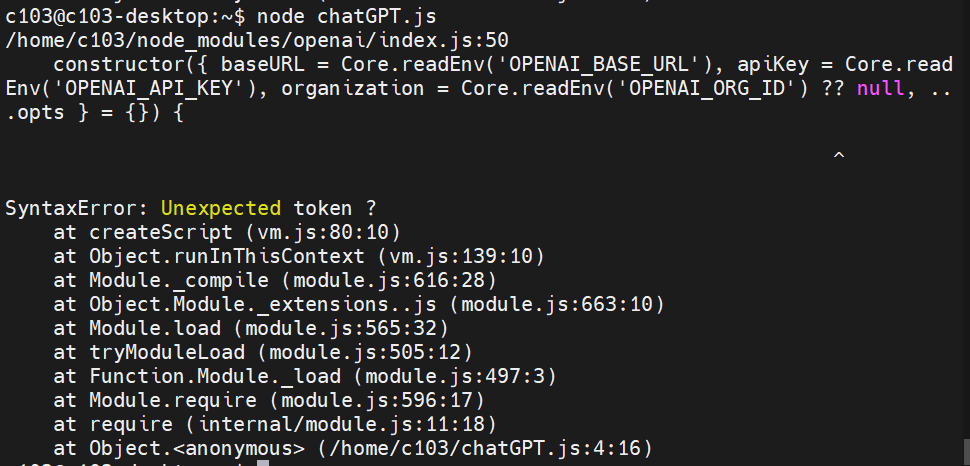 c103@c103-desktop:~$ node chatGPT.js
/home/c103/node_modules/openai/index.js:50
    constructor({ baseURL = Core.readEnv('OPENAI_BASE_URL'), apiKey = Core.read
Env('OPENAI_API_KEY'), organization = Core.readEnv('OPENAI_ORG_ID') ?? null, ..
.opts } = {}) {
^
SyntaxError: Unexpected token ?
    at createScript (vm.js:80:10)
    at Object.runInThisContext (vm.js:139:10)
    at Module._compile (module.js:616:28)
    at Object.Module._extensions..js (module.js:663:10)
    at Module.load (module.js:565:32)
    at tryModuleLoad (module.js:505:12)
    at Function.Module._load (module.js:497:3)
    at Module.require (module.js:596:17)
    at require (internal/module.js:11:18)
    at Object.<anonymous> (/home/c103/chatGPT.js:4:16)